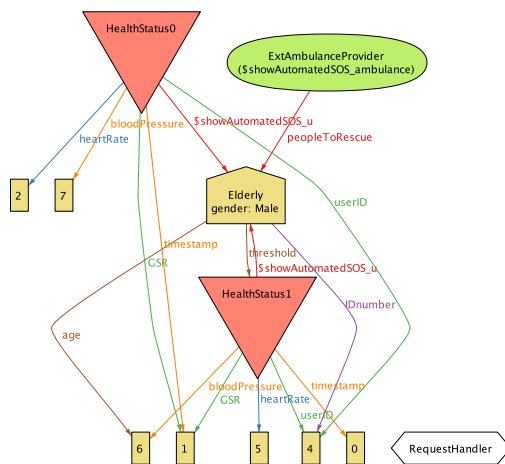 HealthStatus0
ExtAmbulanceProvider
($showAutomatedSOS_ambulance)
bloodPressure
$showAutomatedSOS_u
heartRate
peopleToRescue
2
7
Elderly
gender: Male
userID
timestamp
threshold
GSR
$showAutomatedSOS_u
HealthStatus1
IDnumber
age
bloodPressure
timestamp
GSR
heartRate
userID
6
1
5
4
0
RequestHandler